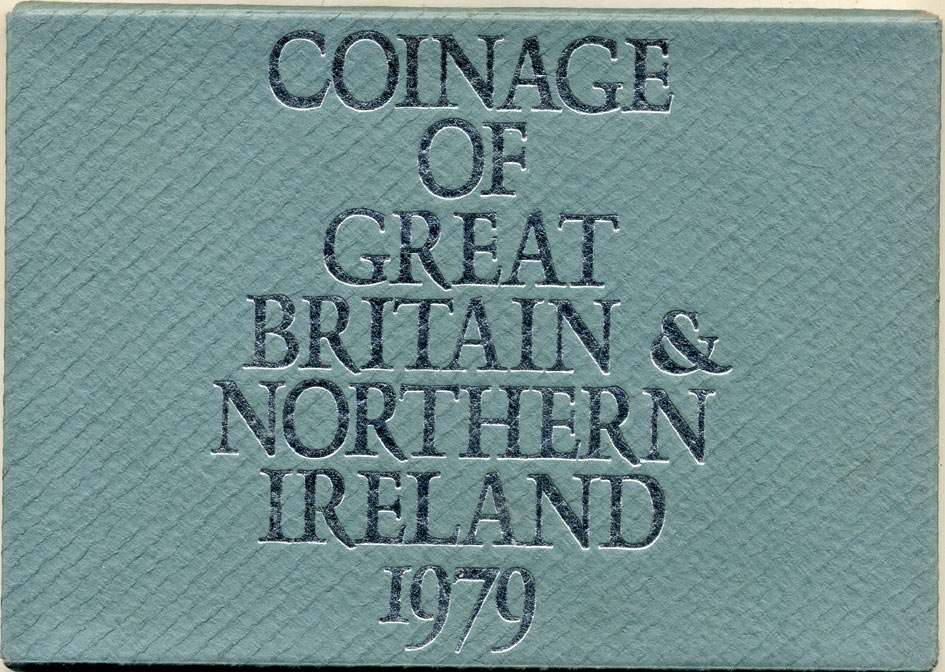 COINAGE
OF
GREAT
BRITAIN &
NORTHERN
IRELAND
1979